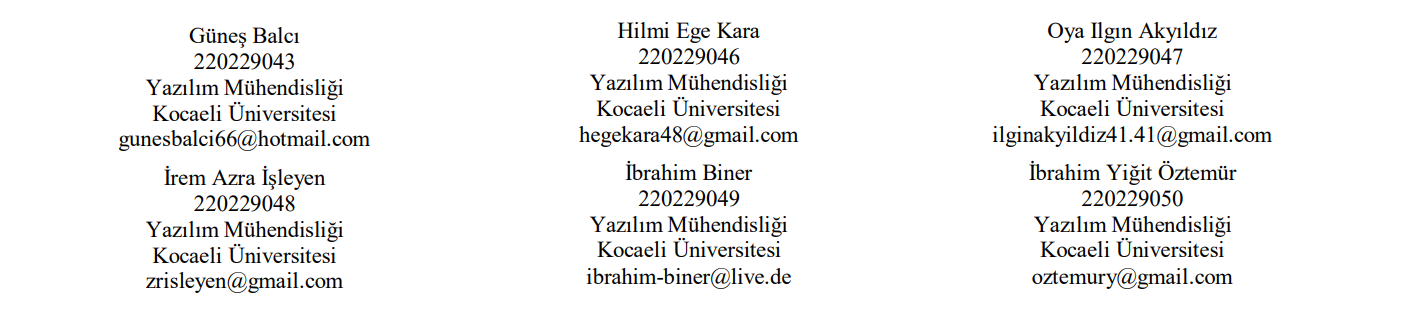 Güneş Balcı
220229043
Yazılım Mühendisliği
Kocaeli Üniversitesi
gunesbalci66@hotmail.com
Hilmi Ege Kara
220229046
Yazılım Mühendisliği
Kocaeli Üniversitesi
hegekara48@gmail.com
Oya Ilgın Akyıldız
220229047
Yazılım Mühendisliği
Kocaeli Üniversitesi
ilginakyildiz41.41@gmail.com
İrem Azra İşleyen
220229048
Yazılım Mühendisliği
Kocaeli Üniversitesi
zrisleyen@gmail.com
İbrahim Biner
220229049
Yazılım Mühendisliği
Kocaeli Üniversitesi
ibrahim-biner@live.de
İbrahim Yiğit Öztemür
220229050
Yazılım Mühendisliği
Kocaeli Üniversitesi
oztemury@gmail.com